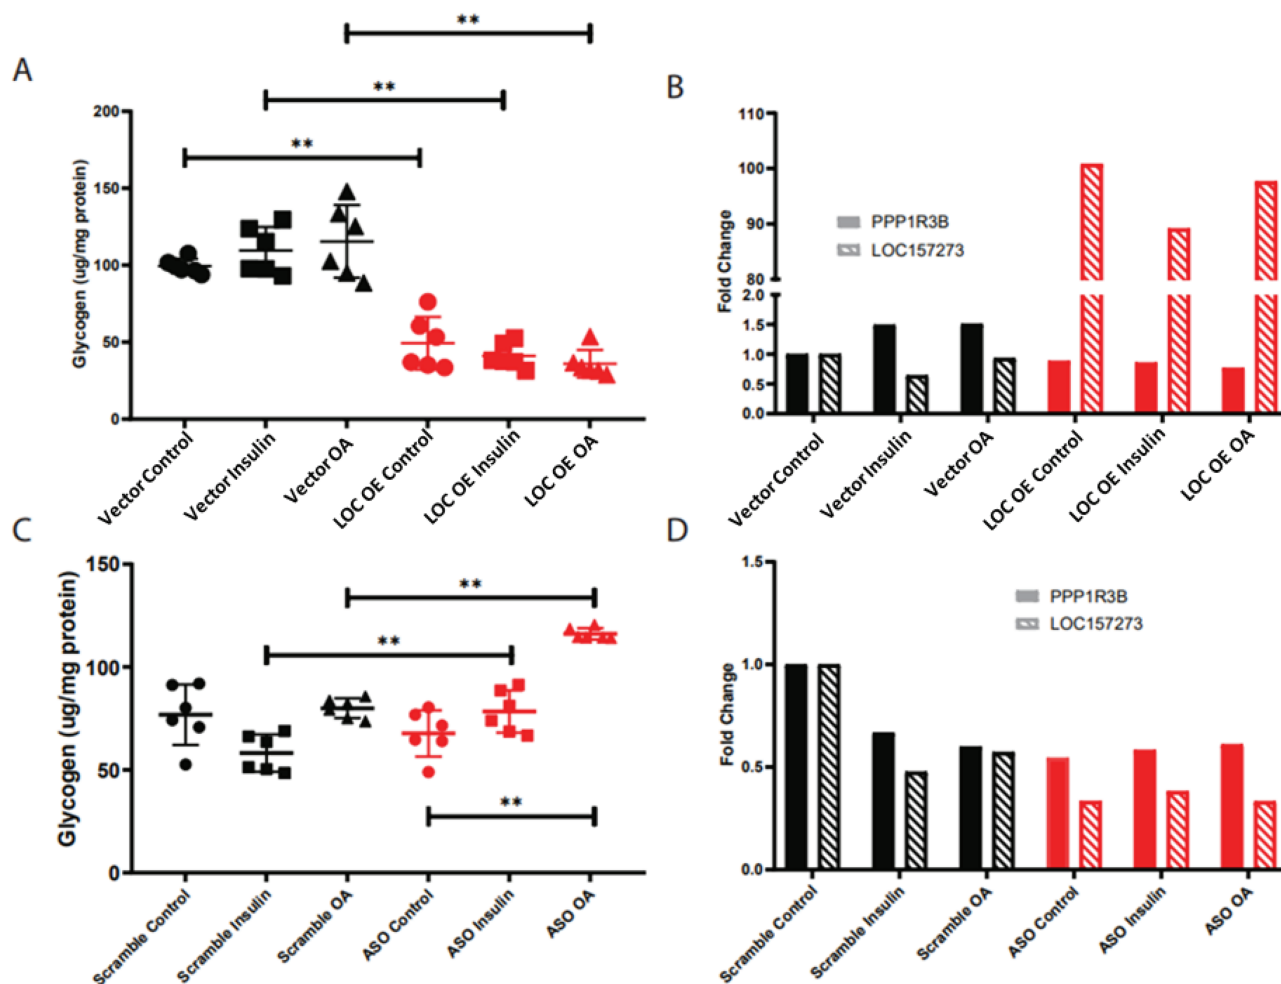 A
**
**
**
200
150
100
50
0
Glycogen (ug/mg protein)
Vector Control
Vector Insulin
Vector OA
LOC OE Control
LOC OE Insulin
LOC OE OA
B
110
100
90
80
2.0
1.5
1.0
0.5
0.0
Fold Change
PPP1R3B
LOC157273
Vector Control
Vector Insulin
Vector OA
LOC OE Control
LOC OE Insulin
LOC OE OA
C
150
100
50
0
Glycogen (ug/mg protein)
**
**
**
Scramble Control
Scramble Insulin
Scramble OA
ASO Control
ASO Insulin
ASO OA
D
1.5
1.0
0.5
0.0
Fold Change
PPP1R3B
LOC157273
Scramble Control
Scramble Insulin
Scramble OA
ASO Control
ASO Insulin
ASO OA